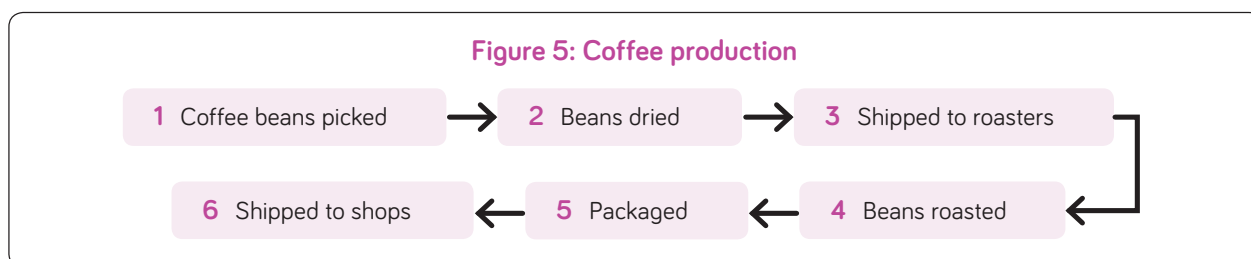 Figure 5: Coffee production
1 Coffee beans picked
2 Beans dried
3 Shipped to roasters
4 Beans roasted
5 Packaged
6 Shipped to shops